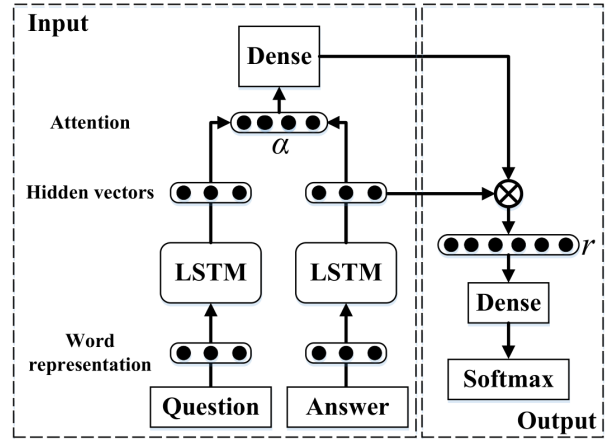 Input
Dense
Attention
α
Hidden vectors
LSTM
LSTM
r
Dense
Word
representation
Softmax
Question
Answer
Output